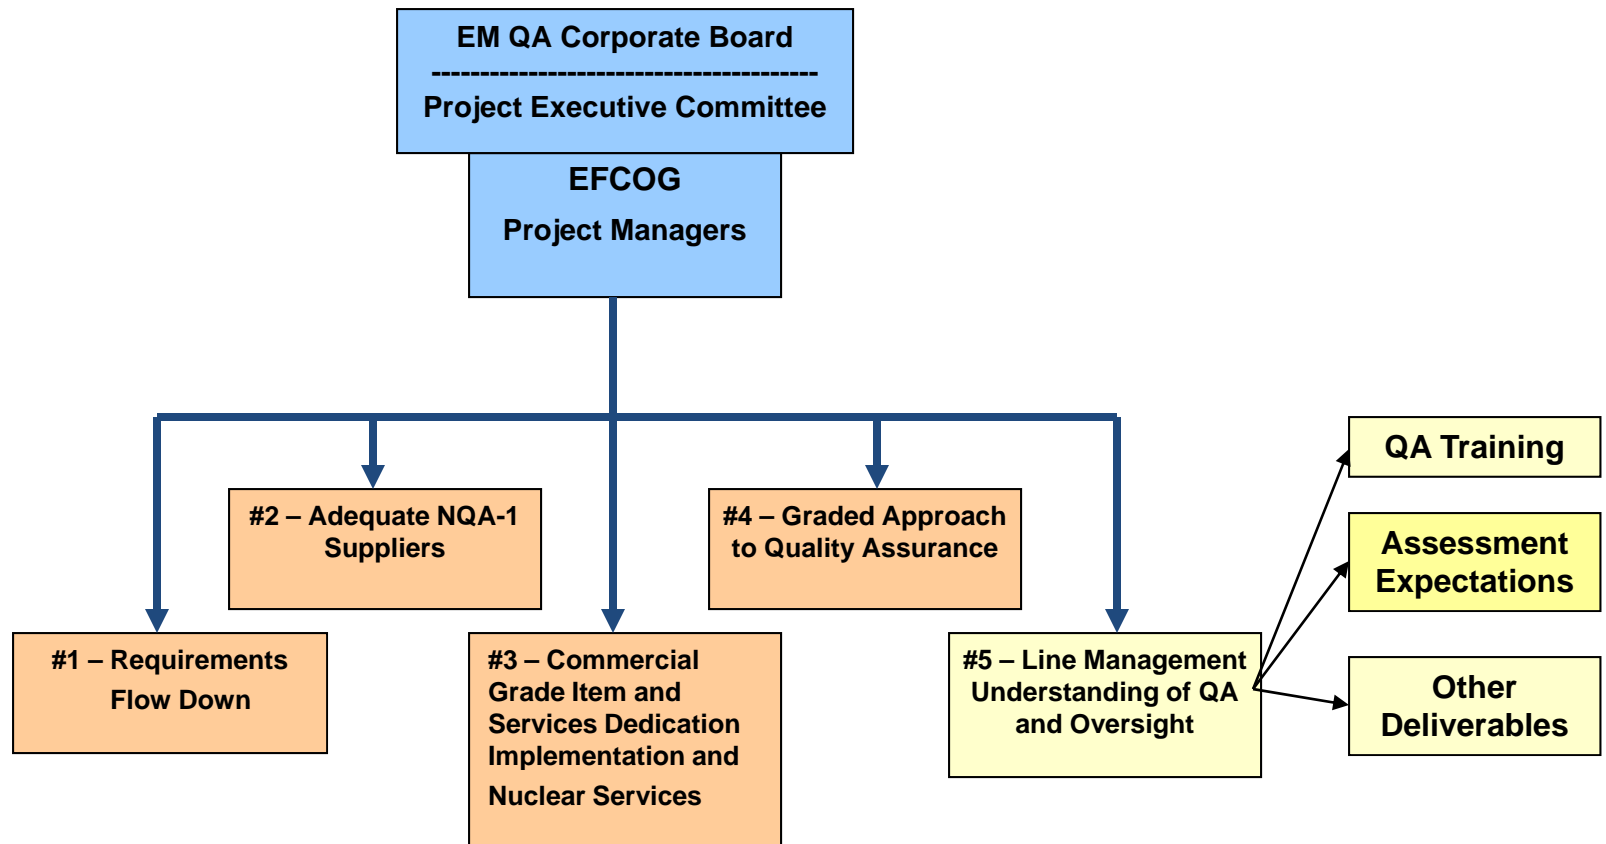 EM QA Corporate Board
----------------------------------------
Project Executive Committee
EFCOG
Project Managers
#1 – Requirements
Flow Down
#2 – Adequate NQA-1
Suppliers
#3 – Commercial
Grade Item and
Services Dedication
Implementation and
Nuclear Services
#4 – Graded Approach
to Quality Assurance
#5 – Line Management
Understanding of QA
and Oversight
QA Training
Assessment
Expectations
Other
Deliverables